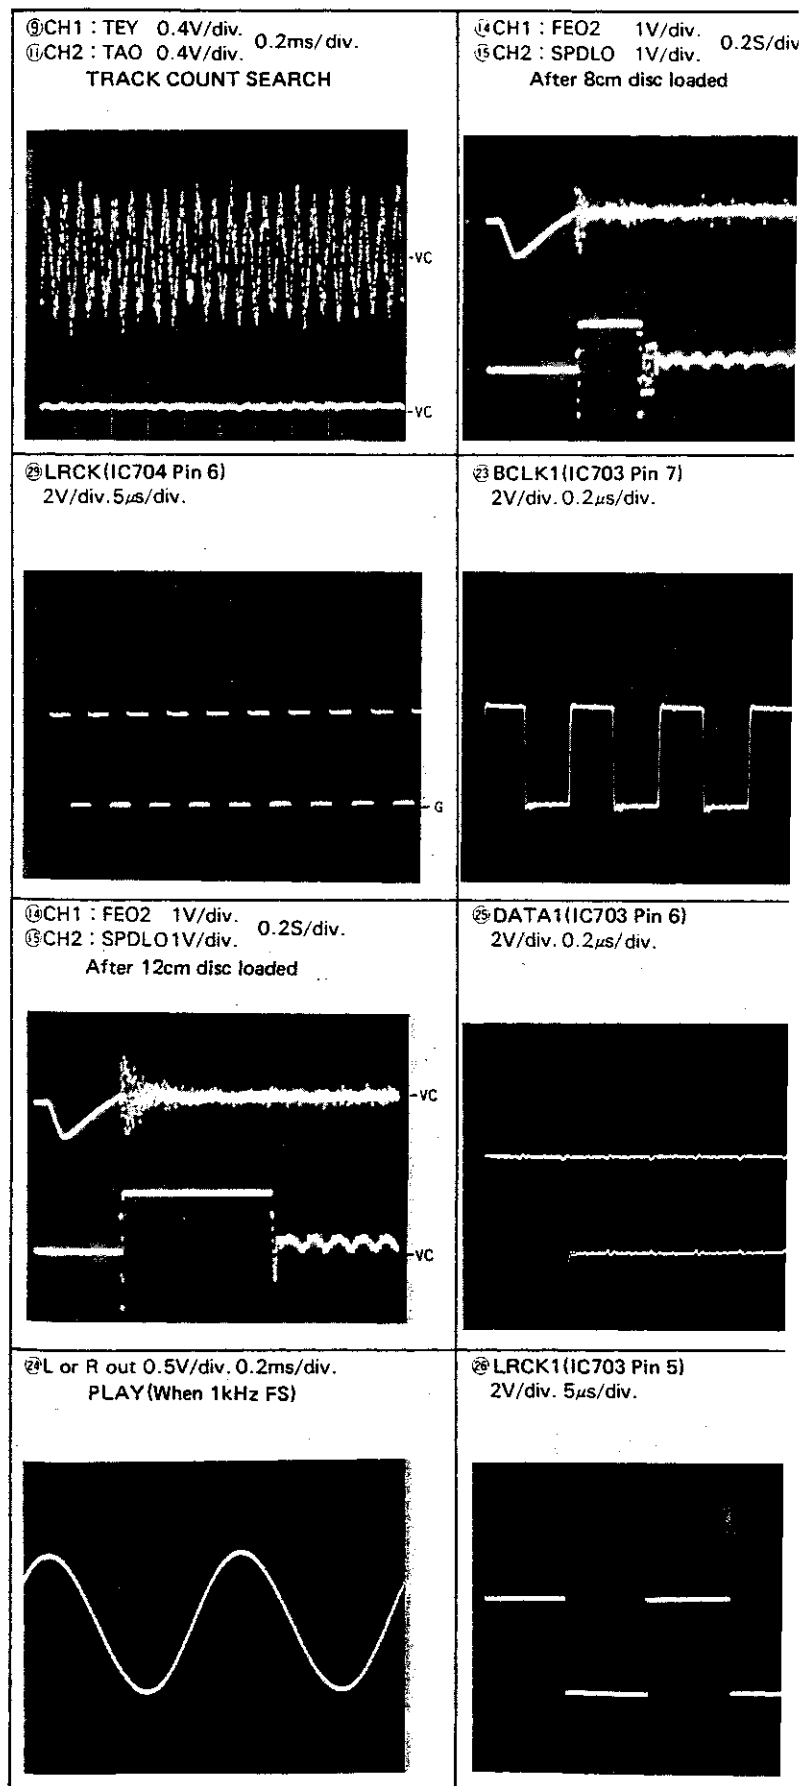 ⑨CH1 : TEY 0.4V/div. 0.2ms/div.
⑪CH2 : TAO 0.4V/div.
TRACK COUNT SEARCH
-VC
-VC
⑭CH1 : FEO2 1V/div. 0.2S/div
⑮CH2 : SPDLO 1V/div.
After 8cm disc loaded
㉙LRCK(IC704 Pin 6)
2V/div.5μs/div.
G
㉓BCLK1(IC703 Pin 7)
2V/div. 0.2μs/div.
⑭CH1 : FEO2 1V/div. 0.2S/div.
⑮CH2 : SPDLO1V/div.
After 12cm disc loaded
-VC
-VC
㉕DATA1(IC703 Pin 6)
2V/div. 0.2μs/div.
L or R out 0.5V/div. 0.2ms/div.
PLAY(When 1kHz FS)
㉖LRCK1(IC703 Pin 5)
2V/div. 5μs/div.